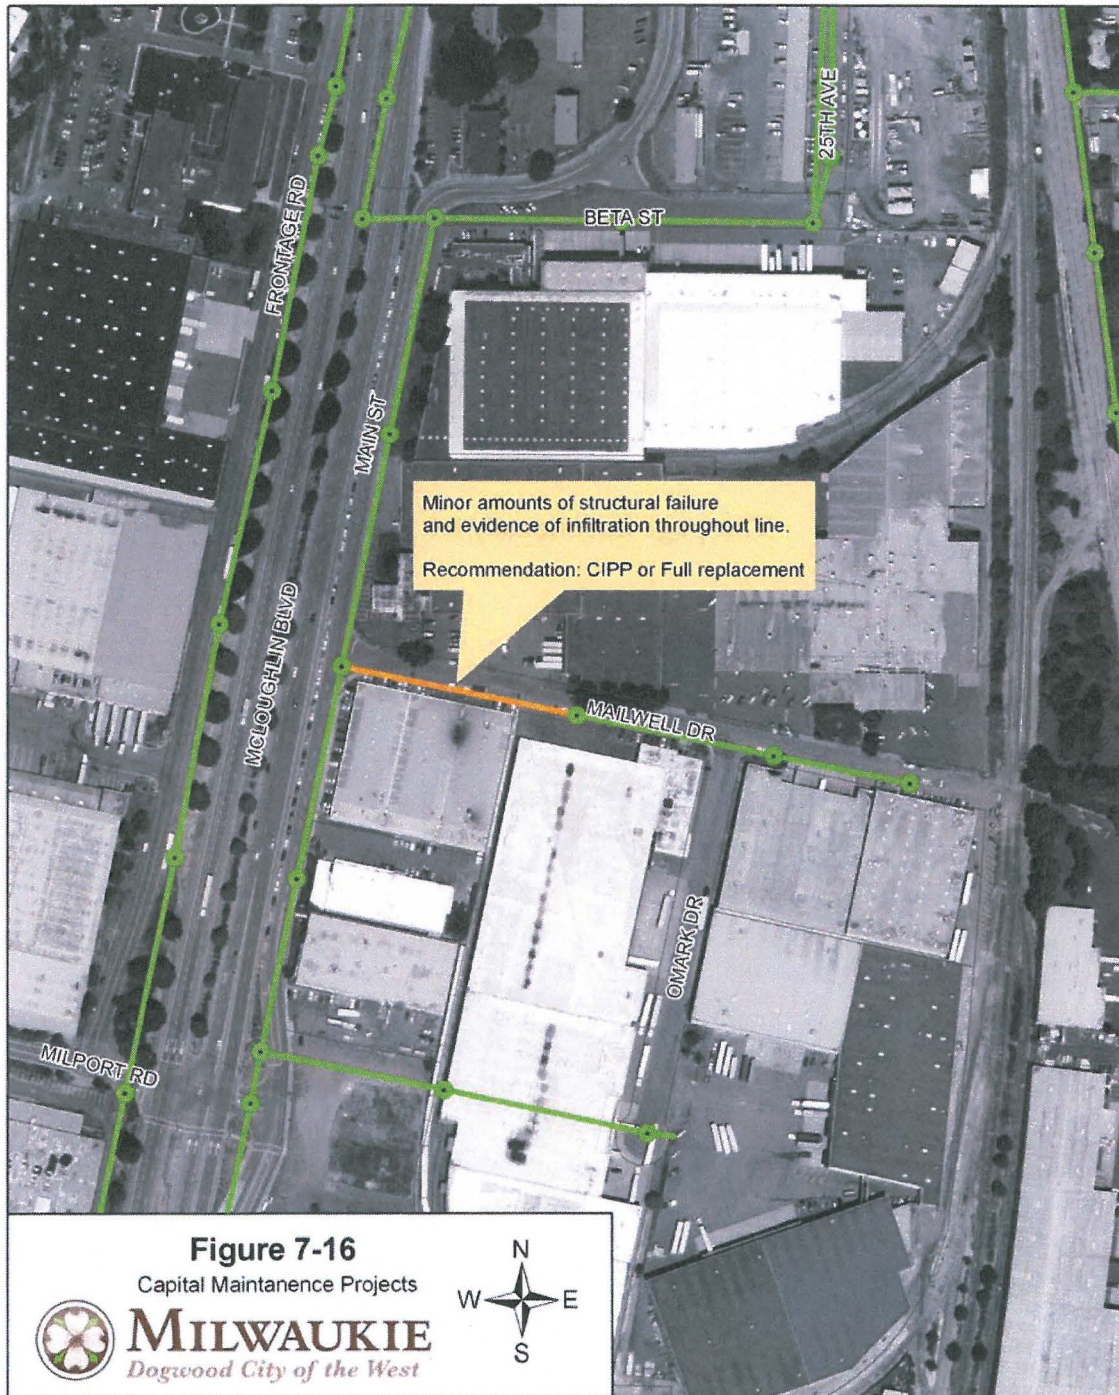 25TH AVE
BETA ST
FRONTAGE RD
MAIN ST
Minor amounts of structural failure
and evidence of infiltration throughout line.
Recommendation: CIPP or Full replacement
MCLOUGHLIN BLVD
MAILWELL DR
OMARK DR
MILPORT RD
Figure 7-16
Capital Maintanence Projects
MILWAUKIE
Dogwood City of the West
N
W
E
S